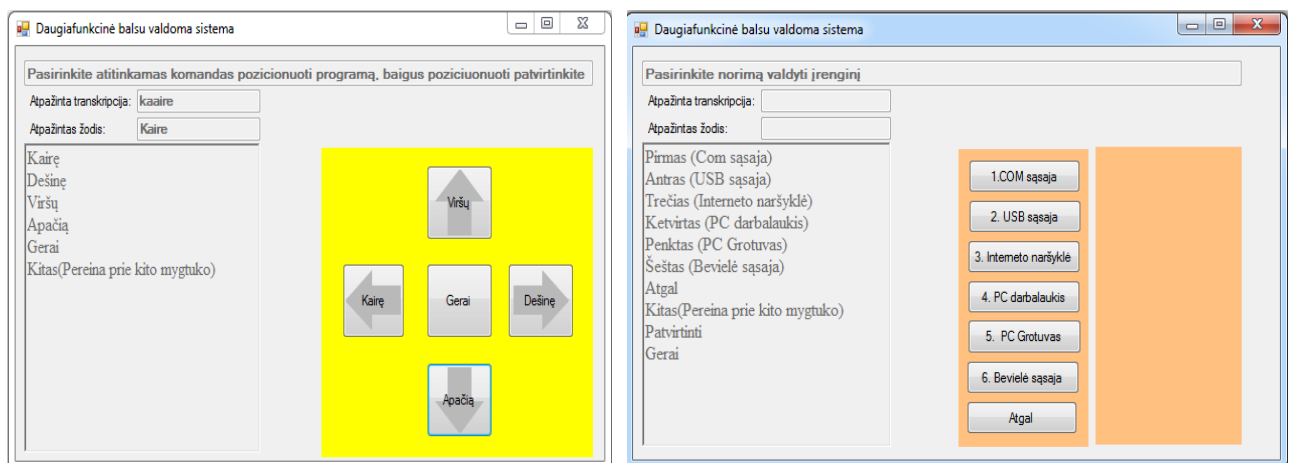 Daugiafunkcinė balsu valdoma sistema
Pasirinkite atitinkamas komandas pozicionuoti programą, baigus poziciuonuoti patvirtinkite
Atpažinta transkripcija: kaaire
Atpažintas žodis: Kaire
Kairę
Dešinę
Viršų
Apačią
Gerai
Kitas(Pereina prie kito mygtuko)
Viršų
Kairę
Gerai
Dešinę
Apačią
Daugiafunkcinė balsu valdoma sistema
Pasirinkite norimą valdyti įrenginį
Atpažinta transkripcija:
Atpažintas žodis:
Pirmas (Com sąsaja)
Antras (USB sąsaja)
Trečias (Interneto naršyklė)
Ketvirtas (PC darbalaukis)
Penktas (PC Grotuvas)
Šeštas (Bevielė sąsaja)
Atgal
Kitas(Pereina prie kito mygtuko)
Patvirtinti
Gerai
1.COM sąsaja
2. USB sąsaja
3. Interneto naršyklė
4. PC darbalaukis
5. PC Grotuvas
6. Bevielė sąsaja
Atgal